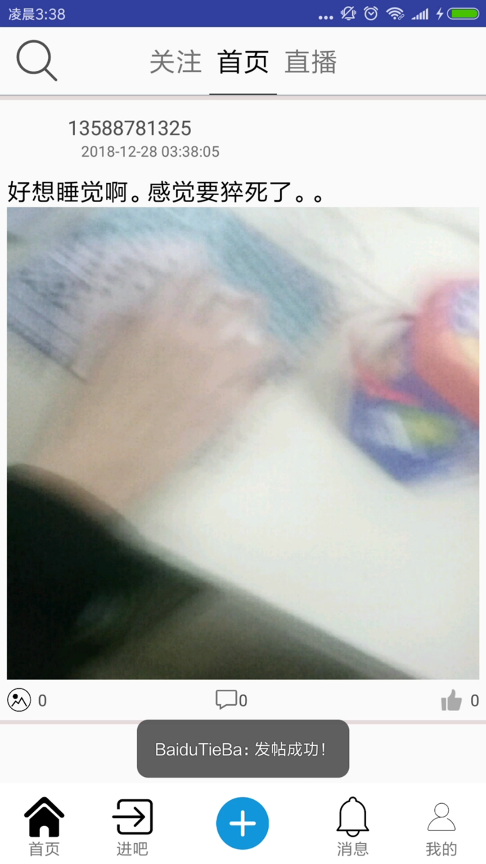 凌晨3:38
关注 首页 直播
13588781325
2018-12-28 03:38:05
好想睡觉啊。感觉要猝死了。。
0 0 0
BaiduTieBa: 发帖成功!
首页 进吧 消息 我的